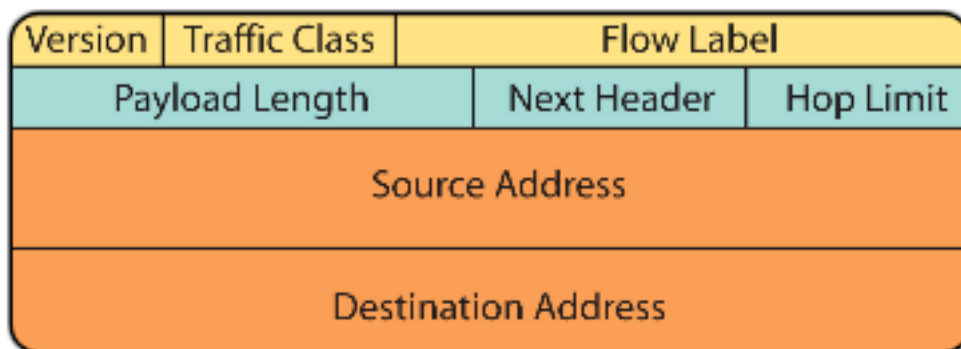 Version Traffic Class Flow Label
Payload Length Next Header Hop Limit
Source Address
Destination Address